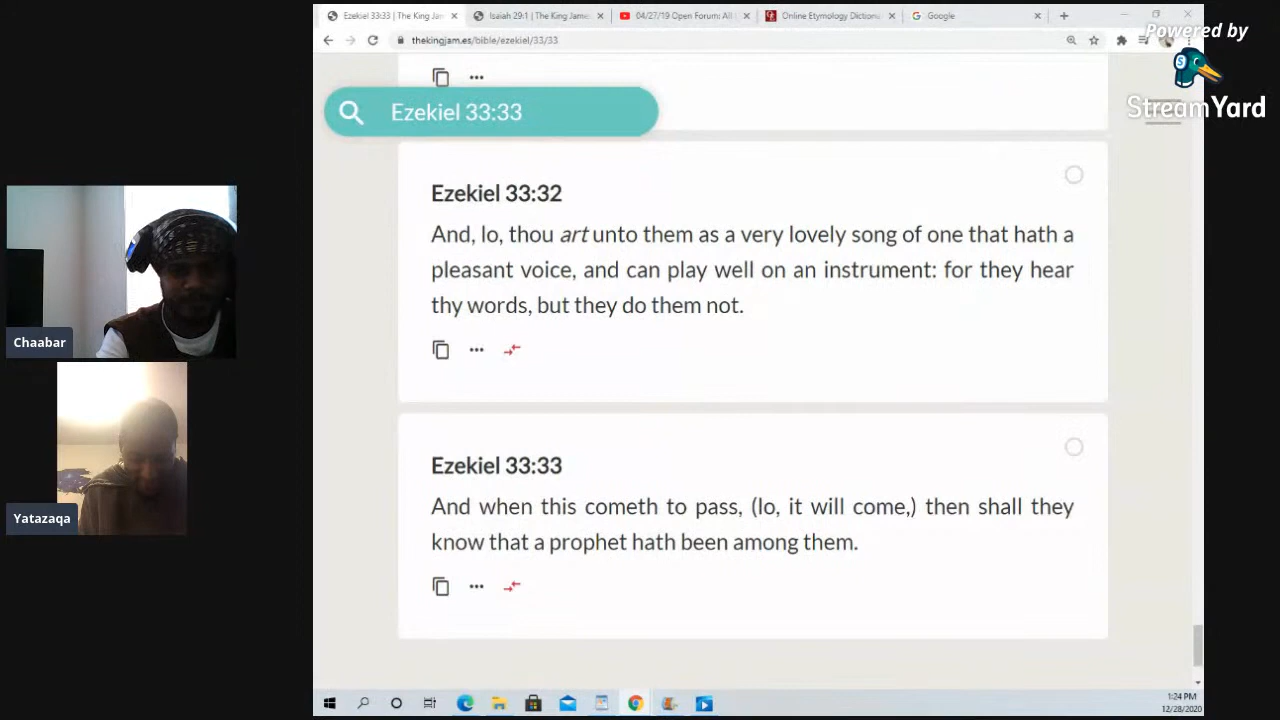 Ezekiel 33:33 | The King Jam
Isaiah 29:1 | The King Jame
04/27/19 Open Forum: All
Online Etymology Dictiona
Google
thekingjam.es/bible/ezekiel/33/33
Powered by
StreamYard
Ezekiel 33:33
Ezekiel 33:32
And, lo, thou art unto them as a very lovely song of one that hath a
pleasant voice, and can play well on an instrument: for they hear
thy words, but they do them not.
Chaabar
Ezekiel 33:33
And when this cometh to pass, (lo, it will come,) then shall they
know that a prophet hath been among them.
Yatazaqa
1:24 PM
12/28/2020